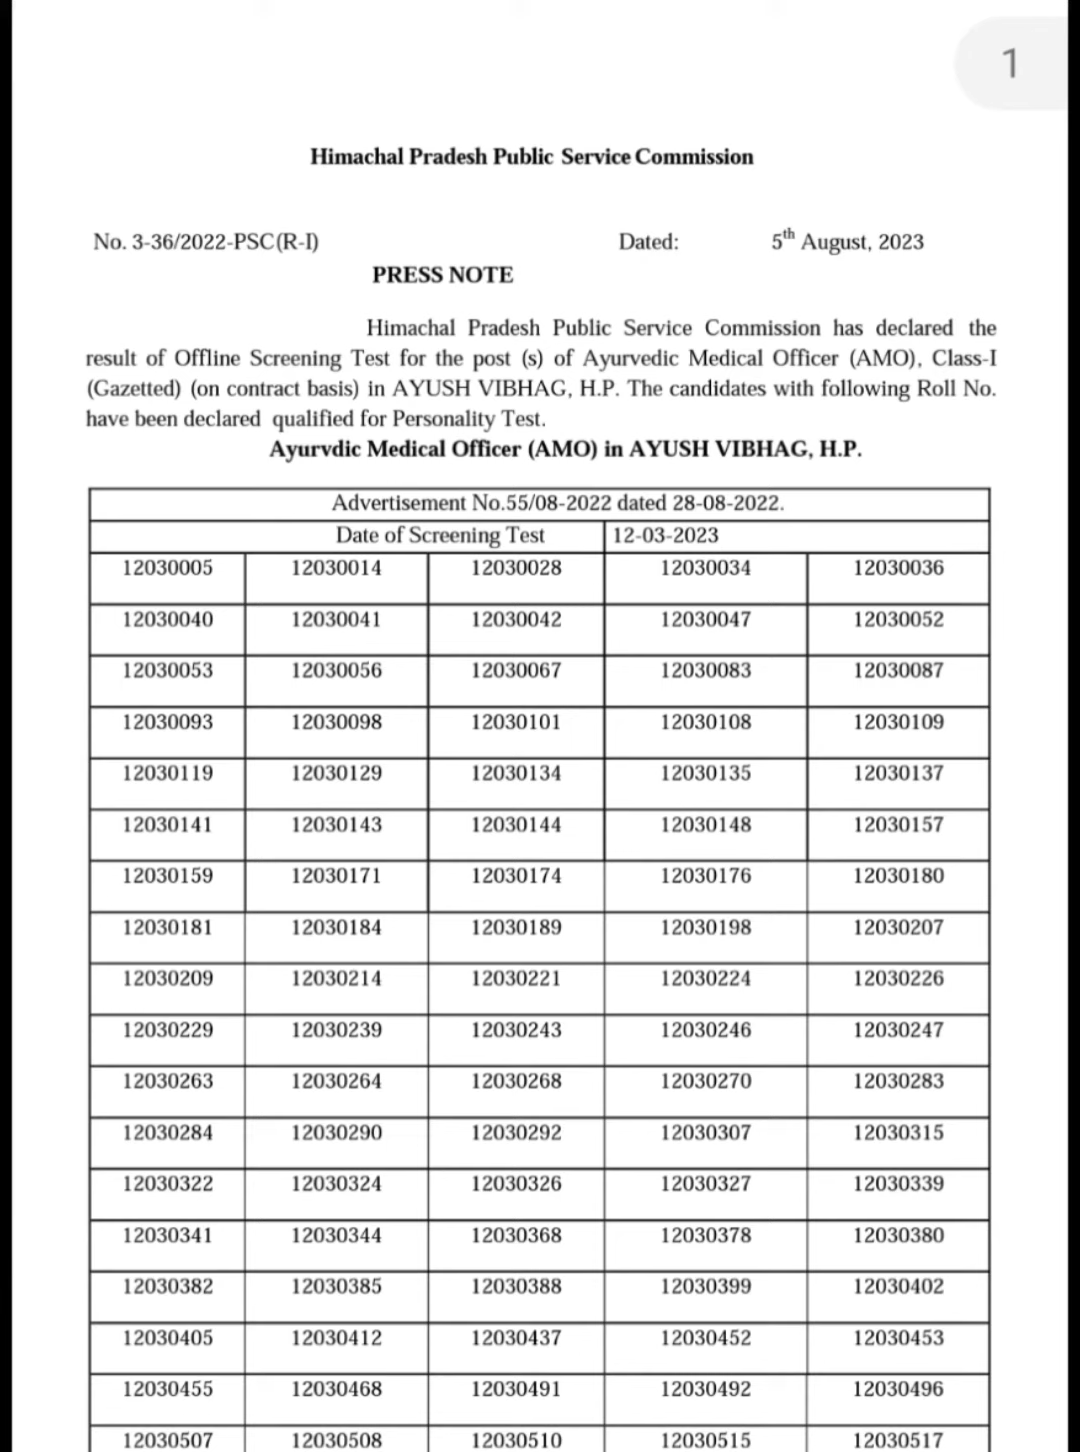 1
Himachal Pradesh Public Service Commission
No. 3-36/2022-PSC(R-I) Dated: 5th August, 2023
PRESS NOTE
Himachal Pradesh Public Service Commission has declared the
result of Offline Screening Test for the post (s) of Ayurvedic Medical Officer (AMO), Class-I
(Gazetted) (on contract basis) in AYUSH VIBHAG, H.P. The candidates with following Roll No.
have been declared qualified for Personality Test.
Ayurvdic Medical Officer (AMO) in AYUSH VIBHAG, H.P.
Advertisement No.55/08-2022 dated 28-08-2022.
Date of Screening Test 12-03-2023
12030005 12030014 12030028 12030034 12030036
12030040 12030041 12030042 12030047 12030052
12030053 12030056 12030067 12030083 12030087
12030093 12030098 12030101 12030108 12030109
12030119 12030129 12030134 12030135 12030137
12030141 12030143 12030144 12030148 12030157
12030159 12030171 12030174 12030176 12030180
12030181 12030184 12030189 12030198 12030207
12030209 12030214 12030221 12030224 12030226
12030229 12030239 12030243 12030246 12030247
12030263 12030264 12030268 12030270 12030283
12030284 12030290 12030292 12030307 12030315
12030322 12030324 12030326 12030327 12030339
12030341 12030344 12030368 12030378 12030380
12030382 12030385 12030388 12030399 12030402
12030405 12030412 12030437 12030452 12030453
12030455 12030468 12030491 12030492 12030496
12030507 12030508 12030510 12030515 12030517